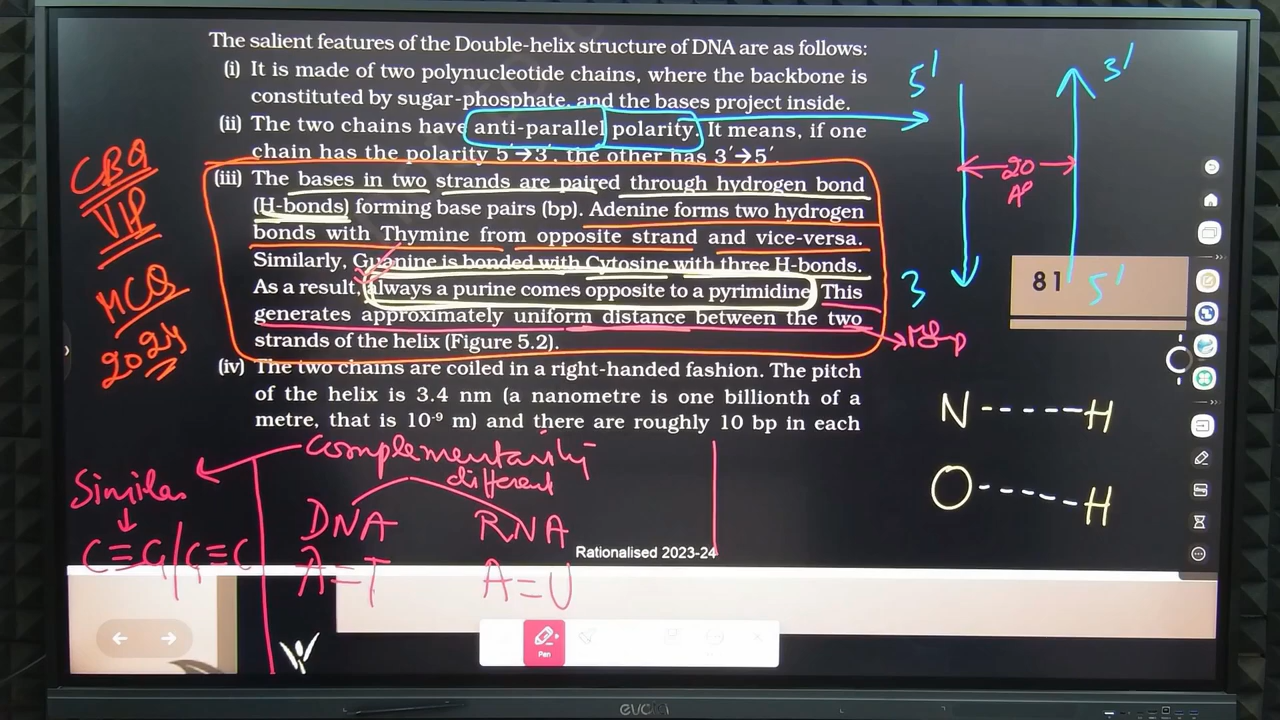 The salient features of the Double-helix structure of DNA are as follows:
(i) It is made of two polynucleotide chains, where the backbone is
constituted by sugar-phosphate, and the bases project inside.
(ii) The two chains have anti-parallel polarity. It means, if one
chain has the polarity 5′→3′, the other has 3′→5′.
(iii) The bases in two strands are paired through hydrogen bond
(H-bonds) forming base pairs (bp). Adenine forms two hydrogen
bonds with Thymine from opposite strand and vice-versa.
Similarly, Guanine is bonded with Cytosine with three H-bonds.
As a result, always a purine comes opposite to a pyrimidine. This
generates approximately uniform distance between the two
strands of the helix (Figure 5.2).
(iv) The two chains are coiled in a right-handed fashion. The pitch
of the helix is 3.4 nm (a nanometre is one billionth of a
metre, that is 10⁻⁹ m) and there are roughly 10 bp in each
CBQ
VIP
MCQ
2024
5′ 3′
20
A°
3 5′
81
N-----H
O-----H
complementarity
Similar different
DNA RNA
C≡G/G≡C
A=T A=U
Rationalised 2023-24
Pen